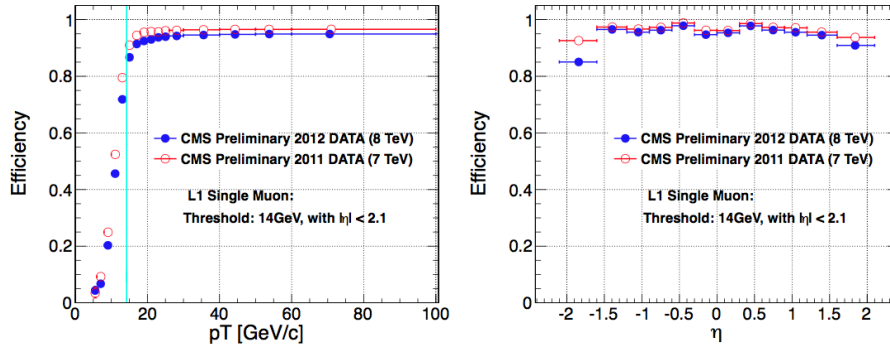 Efficiency
1
0.8
0.6
0.4
0.2
0
CMS Preliminary 2012 DATA (8 TeV)
CMS Preliminary 2011 DATA (7 TeV)
L1 Single Muon:
Threshold: 14GeV, with |η| < 2.1
0 20 40 60 80 100
pT [GeV/c]
Efficiency
1
0.8
0.6
0.4
0.2
0
CMS Preliminary 2012 DATA (8 TeV)
CMS Preliminary 2011 DATA (7 TeV)
L1 Single Muon:
Threshold: 14GeV, with |η| < 2.1
-2 -1.5 -1 -0.5 0 0.5 1 1.5 2
η